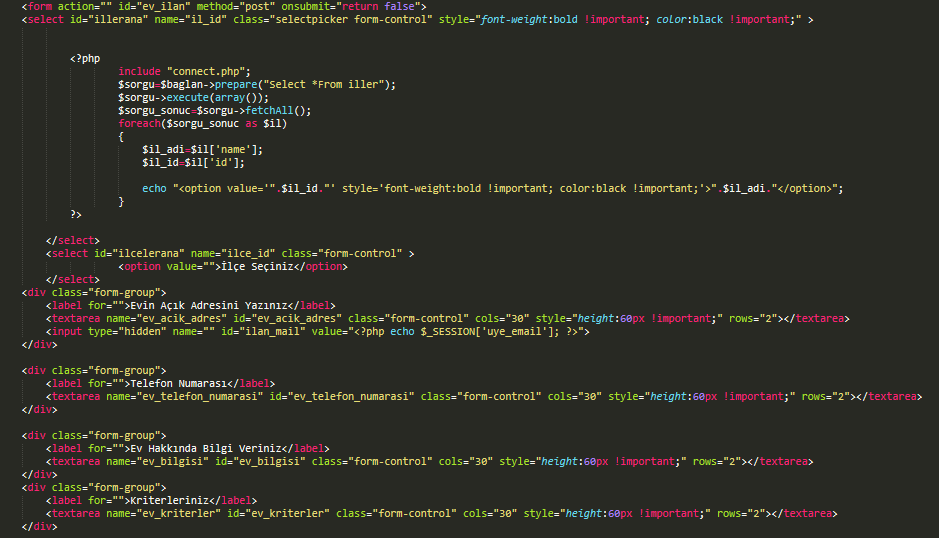 <form action="" id="ev_ilan" method="post" onsubmit="return false">
<select id="illerana" name="il_id" class="selectpicker form-control" style="font-weight:bold !important; color:black !important;" >
<?php
include "connect.php";
$sorgu=$baglan->prepare("Select *From iller");
$sorgu->execute(array());
$sorgu_sonuc=$sorgu->fetchAll();
foreach($sorgu_sonuc as $il)
{
$il_adi=$il['name'];
$il_id=$il['id'];
echo "<option value='".$il_id."' style='font-weight:bold !important; color:black !important;'>".$il_adi."</option>";
}
?>
</select>
<select id="ilcelerana" name="ilce_id" class="form-control" >
<option value="">İlçe Seçiniz</option>
</select>
<div class="form-group">
<label for="">Evin Açık Adresini Yazınız</label>
<textarea name="ev_acik_adres" id="ev_acik_adres" class="form-control" cols="30" style="height:60px !important;" rows="2"></textarea>
<input type="hidden" name="" id="ilan_mail" value="<?php echo $_SESSION['uye_email']; ?>">
</div>
<div class="form-group">
<label for="">Telefon Numarası</label>
<textarea name="ev_telefon_numarasi" id="ev_telefon_numarasi" class="form-control" cols="30" style="height:60px !important;" rows="2"></textarea>
</div>
<div class="form-group">
<label for="">Ev Hakkında Bilgi Veriniz</label>
<textarea name="ev_bilgisi" id="ev_bilgisi" class="form-control" cols="30" style="height:60px !important;" rows="2"></textarea>
</div>
<div class="form-group">
<label for="">Kriterleriniz</label>
<textarea name="ev_kriterler" id="ev_kriterler" class="form-control" cols="30" style="height:60px !important;" rows="2"></textarea>
</div>